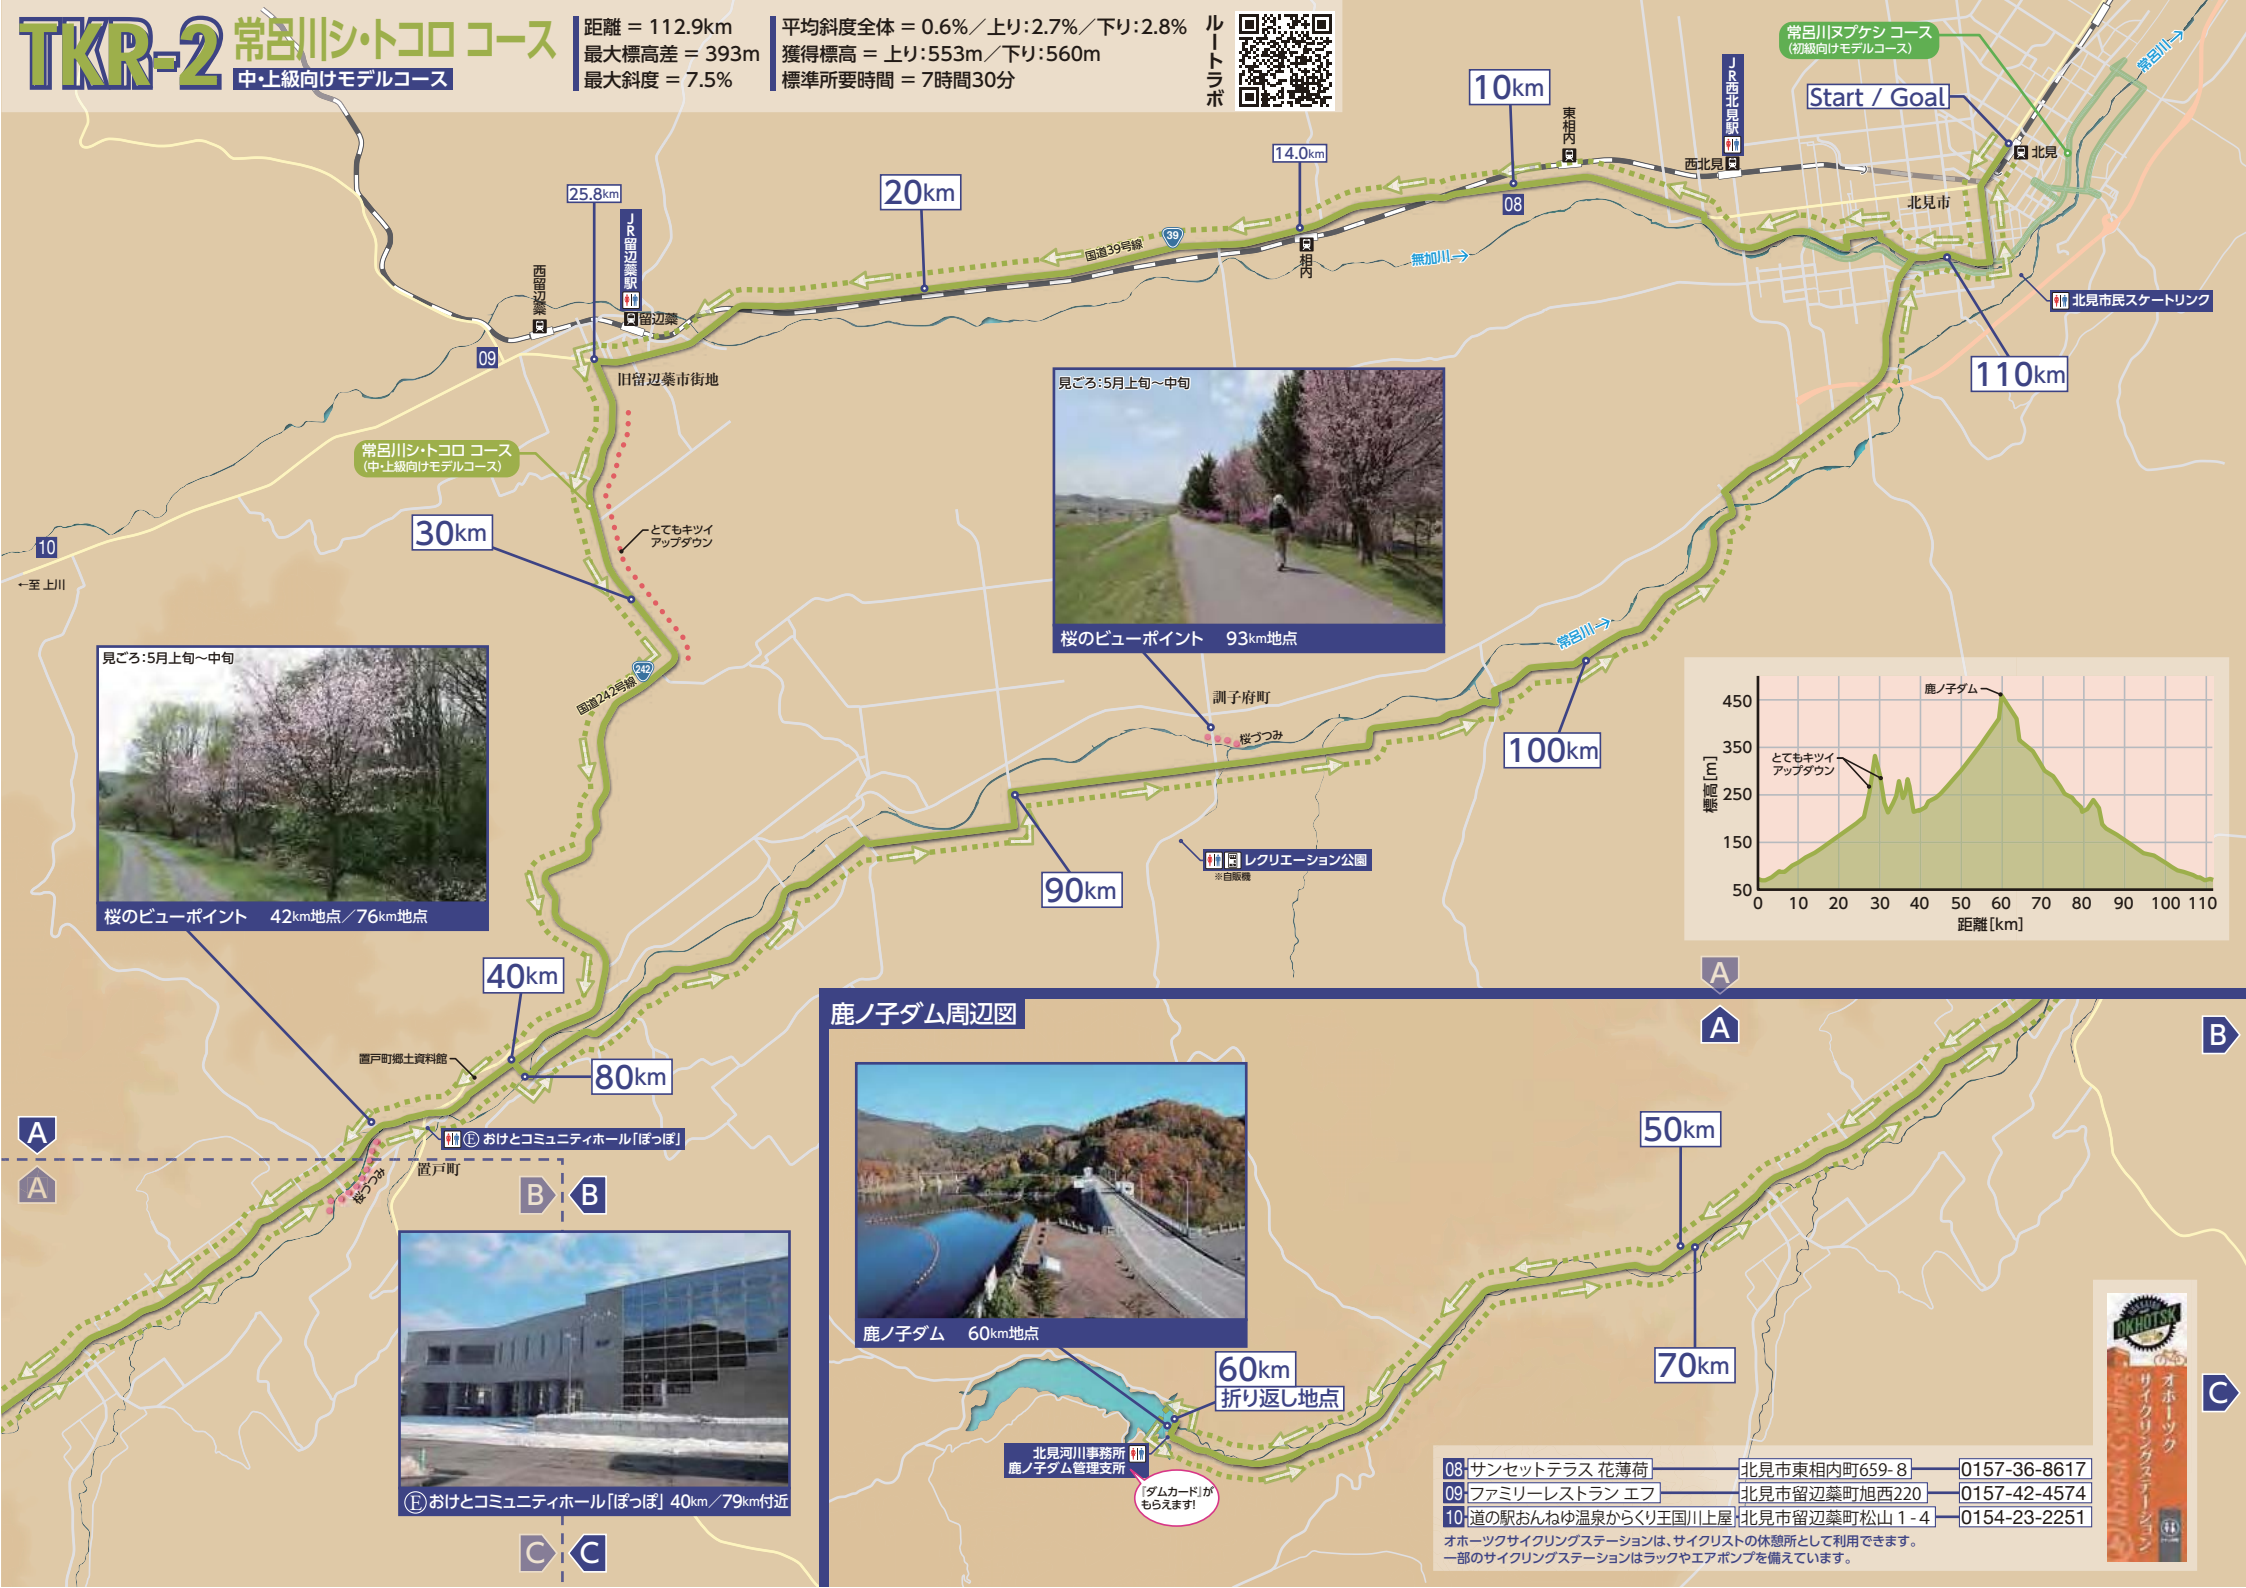 TKR-2
常呂川シ・トコロ コース
中・上級向けモデルコース
距離 = 112.9km
最大標高差 = 393m
最大斜度 = 7.5%
平均斜度全体 = 0.6%／上り:2.7%／下り:2.8%
獲得標高 = 上り:553m／下り:560m
標準所要時間 = 7時間30分
ルートラボ
常呂川ヌプケシ コース
(初級向けモデルコース)
常呂川→
Start / Goal
JR西北見駅
10km
東相内
西北見
北見
北見市
14.0km
08
20km
25.8km
JR留辺蘂駅
西留辺蘂
留辺蘂
39
国道39号線
相内
無加川→
北見市民スケートリンク
110km
09
旧留辺蘂市街地
見ごろ:5月上旬～中旬
桜のビューポイント 93km地点
常呂川シ・トコロ コース
(中・上級向けモデルコース)
30km
とてもキツイ
アップダウン
10
←至 上川
242
国道242号線
見ごろ:5月上旬～中旬
桜のビューポイント 42km地点／76km地点
常呂川→
訓子府町
桜づつみ
100km
90km
レクリエーション公園
※自販機
標高[m]
450
350
250
150
50
鹿ノ子ダム
とてもキツイ
アップダウン
0 10 20 30 40 50 60 70 80 90 100 110
距離[km]
40km
置戸町郷土資料館
80km
E おけとコミュニティホール「ぽっぽ」
置戸町
桜づつみ
A
A
B
B
E おけとコミュニティホール「ぽっぽ」 40km／79km付近
C
C
A
A
B
C
鹿ノ子ダム周辺図
鹿ノ子ダム 60km地点
60km
折り返し地点
北見河川事務所
鹿ノ子ダム管理支所
「ダムカード」が
もらえます!
50km
70km
08 サンセットテラス 花薄荷 北見市東相内町659-8 0157-36-8617
09 ファミリーレストラン エフ 北見市留辺蘂町旭西220 0157-42-4574
10 道の駅おんねゆ温泉からくり王国川上屋 北見市留辺蘂町松山1-4 0154-23-2251
オホーツクサイクリングステーションは、サイクリストの休憩所として利用できます。
一部のサイクリングステーションはラックやエアポンプを備えています。
OKHOTSK
オホーツク
サイクリングステーション
Okhotsk Cycling